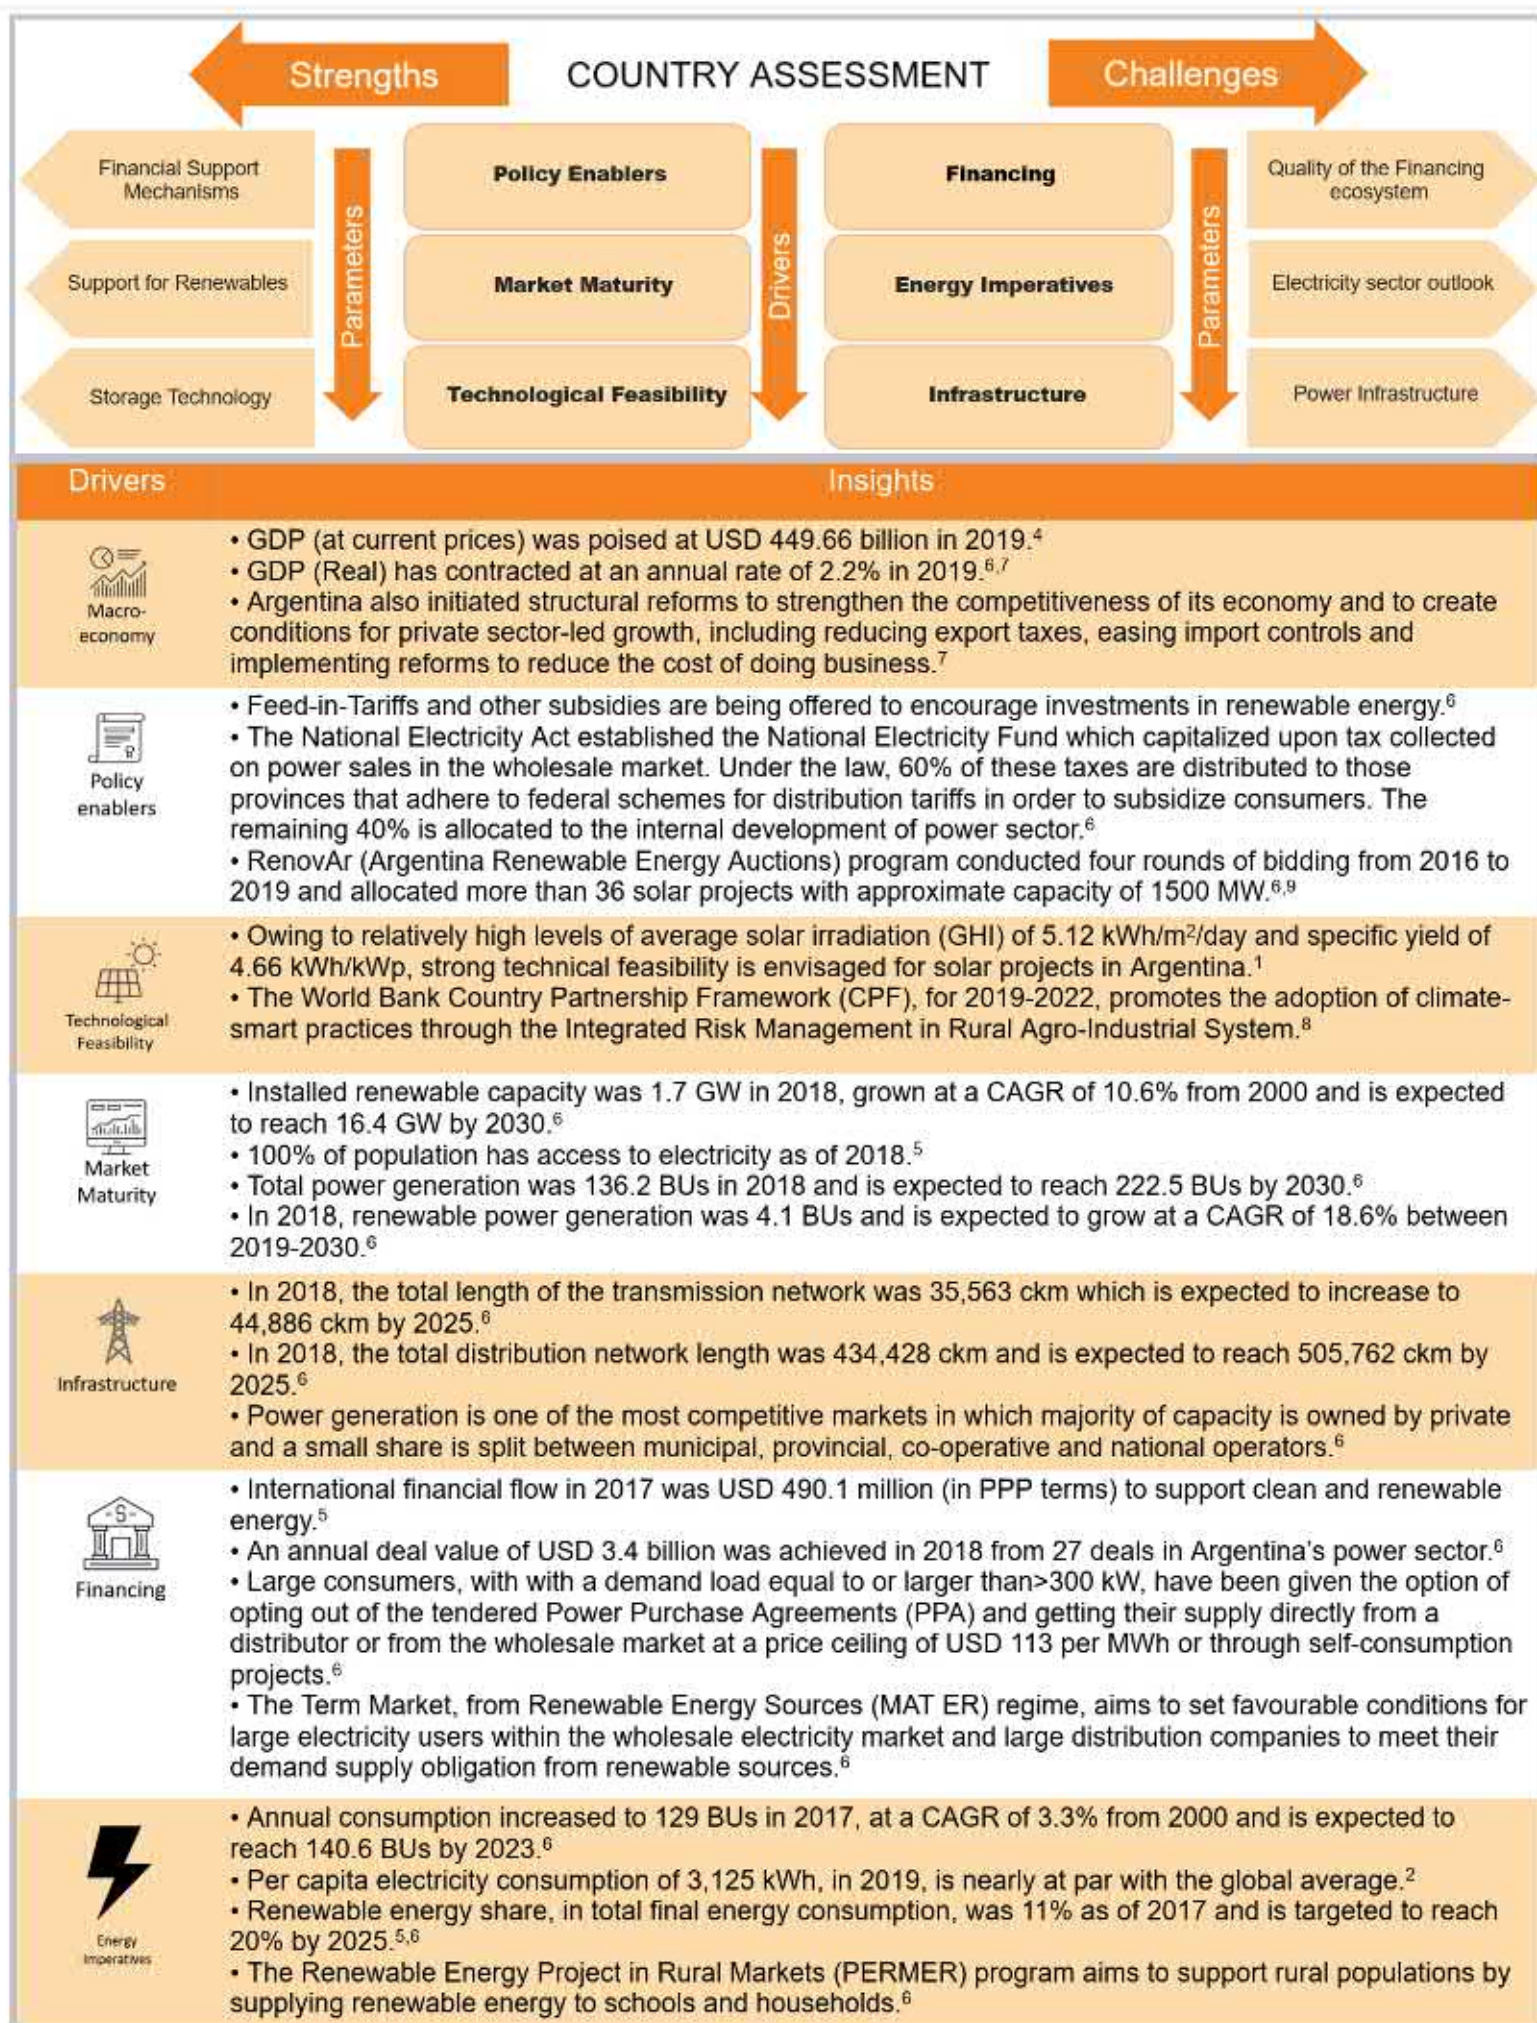 Strengths
COUNTRY ASSESSMENT
Challenges
Financial Support
Mechanisms
Support for Renewables
Storage Technology
Parameters
Policy Enablers
Market Maturity
Technological Feasibility
Drivers
Financing
Energy Imperatives
Infrastructure
Parameters
Quality of the Financing
ecosystem
Electricity sector outlook
Power Infrastructure
Drivers
Insights
Macro-
economy
• GDP (at current prices) was poised at USD 449.66 billion in 2019.⁴
• GDP (Real) has contracted at an annual rate of 2.2% in 2019.⁶,⁷
• Argentina also initiated structural reforms to strengthen the competitiveness of its economy and to create
conditions for private sector-led growth, including reducing export taxes, easing import controls and
implementing reforms to reduce the cost of doing business.⁷
Policy
enablers
• Feed-in-Tariffs and other subsidies are being offered to encourage investments in renewable energy.⁶
• The National Electricity Act established the National Electricity Fund which capitalized upon tax collected
on power sales in the wholesale market. Under the law, 60% of these taxes are distributed to those
provinces that adhere to federal schemes for distribution tariffs in order to subsidize consumers. The
remaining 40% is allocated to the internal development of power sector.⁶
• RenovAr (Argentina Renewable Energy Auctions) program conducted four rounds of bidding from 2016 to
2019 and allocated more than 36 solar projects with approximate capacity of 1500 MW.⁶,⁹
Technological
Feasibility
• Owing to relatively high levels of average solar irradiation (GHI) of 5.12 kWh/m²/day and specific yield of
4.66 kWh/kWp, strong technical feasibility is envisaged for solar projects in Argentina.¹
• The World Bank Country Partnership Framework (CPF), for 2019-2022, promotes the adoption of climate-
smart practices through the Integrated Risk Management in Rural Agro-Industrial System.⁸
Market
Maturity
• Installed renewable capacity was 1.7 GW in 2018, grown at a CAGR of 10.6% from 2000 and is expected
to reach 16.4 GW by 2030.⁶
• 100% of population has access to electricity as of 2018.⁵
• Total power generation was 136.2 BUs in 2018 and is expected to reach 222.5 BUs by 2030.⁶
• In 2018, renewable power generation was 4.1 BUs and is expected to grow at a CAGR of 18.6% between
2019-2030.⁶
Infrastructure
• In 2018, the total length of the transmission network was 35,563 ckm which is expected to increase to
44,886 ckm by 2025.⁶
• In 2018, the total distribution network length was 434,428 ckm and is expected to reach 505,762 ckm by
2025.⁶
• Power generation is one of the most competitive markets in which majority of capacity is owned by private
and a small share is split between municipal, provincial, co-operative and national operators.⁶
Financing
• International financial flow in 2017 was USD 490.1 million (in PPP terms) to support clean and renewable
energy.⁵
• An annual deal value of USD 3.4 billion was achieved in 2018 from 27 deals in Argentina's power sector.⁶
• Large consumers, with with a demand load equal to or larger than>300 kW, have been given the option of
opting out of the tendered Power Purchase Agreements (PPA) and getting their supply directly from a
distributor or from the wholesale market at a price ceiling of USD 113 per MWh or through self-consumption
projects.⁶
• The Term Market, from Renewable Energy Sources (MAT ER) regime, aims to set favourable conditions for
large electricity users within the wholesale electricity market and large distribution companies to meet their
demand supply obligation from renewable sources.⁶
Energy
Imperatives
• Annual consumption increased to 129 BUs in 2017, at a CAGR of 3.3% from 2000 and is expected to
reach 140.6 BUs by 2023.⁶
• Per capita electricity consumption of 3,125 kWh, in 2019, is nearly at par with the global average.²
• Renewable energy share, in total final energy consumption, was 11% as of 2017 and is targeted to reach
20% by 2025.⁵,⁶
• The Renewable Energy Project in Rural Markets (PERMER) program aims to support rural populations by
supplying renewable energy to schools and households.⁶